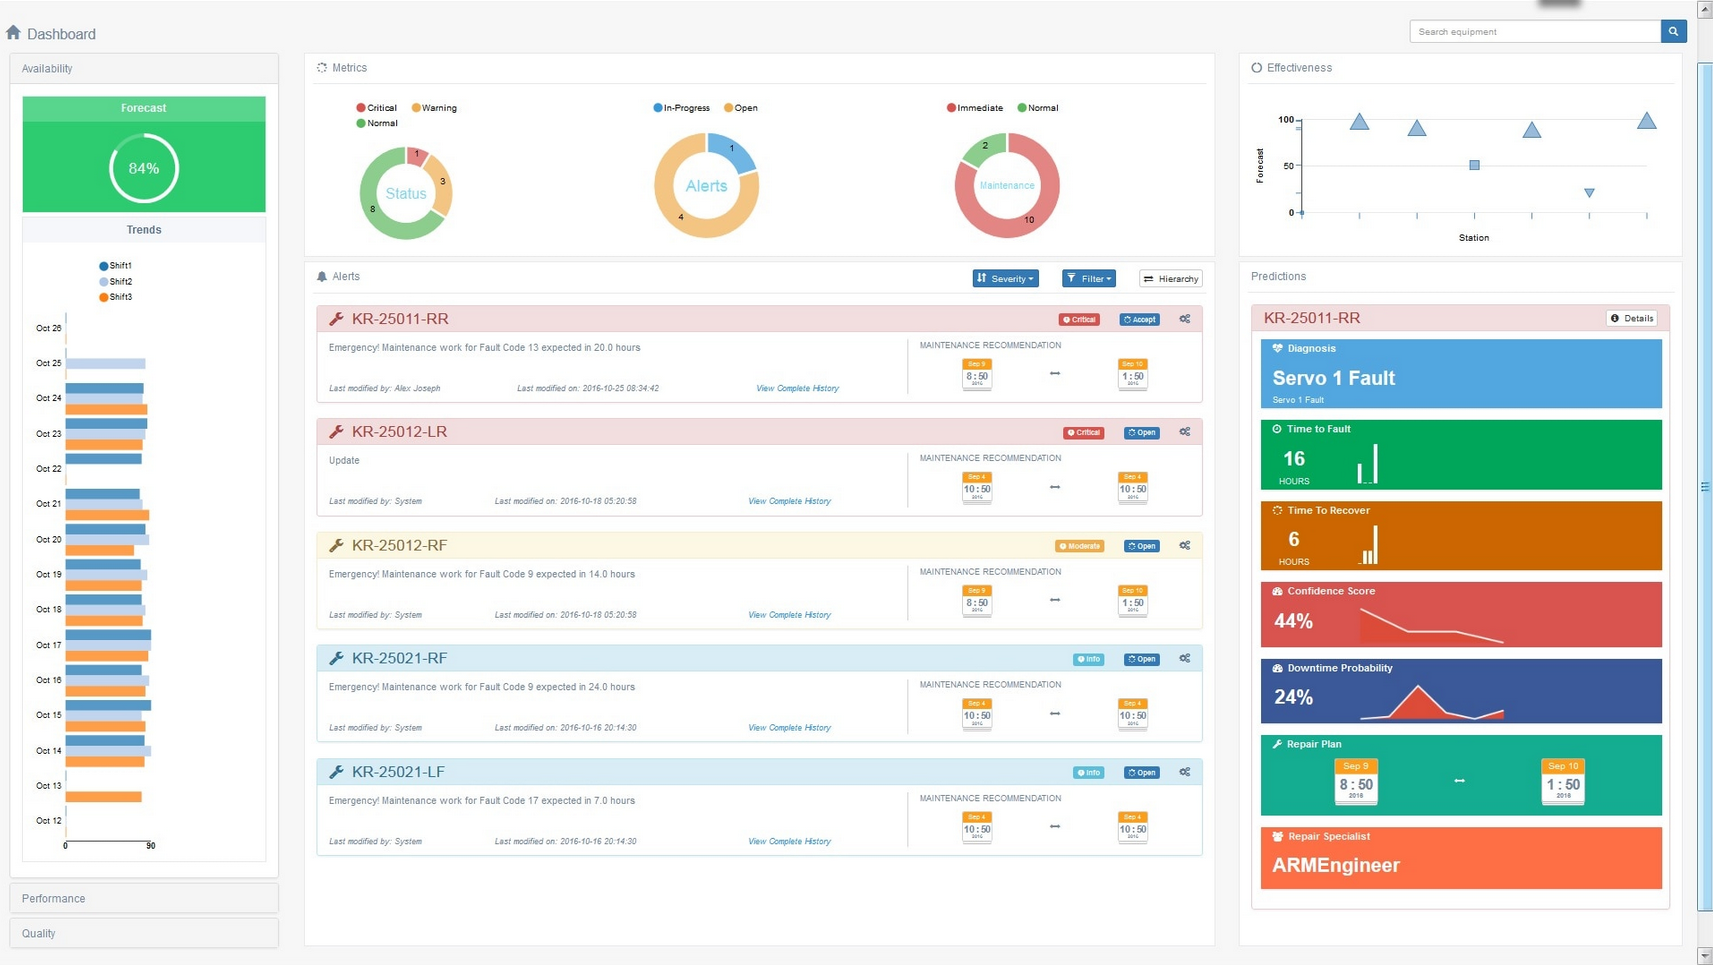 Dashboard
Search equipment
Availability
Forecast
84%
Trends
Shift1
Shift2
Shift3
Oct 26
Oct 25
Oct 24
Oct 23
Oct 22
Oct 21
Oct 20
Oct 19
Oct 18
Oct 17
Oct 16
Oct 15
Oct 14
Oct 13
Oct 12
0 90
Performance
Quality
Metrics
Critical Warning
Normal
1
3
8
Status
In-Progress Open
1
4
Alerts
Immediate Normal
2
10
Maintenance
Alerts
Severity Filter Hierarchy
KR-25011-RR Critical Accept
Emergency! Maintenance work for Fault Code 13 expected in 20.0 hours
Last modified by: Alex Joseph Last modified on: 2016-10-25 08:34:42 View Complete History
MAINTENANCE RECOMMENDATION
Sep 9 Sep 10
8:50 1:50
2016 2016
KR-25012-LR Critical Open
Update
Last modified by: System Last modified on: 2016-10-18 05:20:58 View Complete History
MAINTENANCE RECOMMENDATION
Sep 4 Sep 4
10:50 10:50
2016 2016
KR-25012-RF Moderate Open
Emergency! Maintenance work for Fault Code 9 expected in 14.0 hours
Last modified by: System Last modified on: 2016-10-18 05:20:58 View Complete History
MAINTENANCE RECOMMENDATION
Sep 9 Sep 10
8:50 1:50
2016 2016
KR-25021-RF Info Open
Emergency! Maintenance work for Fault Code 9 expected in 24.0 hours
Last modified by: System Last modified on: 2016-10-16 20:14:30 View Complete History
MAINTENANCE RECOMMENDATION
Sep 4 Sep 4
10:50 10:50
2016 2016
KR-25021-LF Info Open
Emergency! Maintenance work for Fault Code 17 expected in 7.0 hours
Last modified by: System Last modified on: 2016-10-16 20:14:30 View Complete History
MAINTENANCE RECOMMENDATION
Sep 4 Sep 4
10:50 10:50
2016 2016
Effectiveness
100
50
0
Forecast
Station
Predictions
KR-25011-RR Details
Diagnosis
Servo 1 Fault
Servo 1 Fault
Time to Fault
16
HOURS
Time To Recover
6
HOURS
Confidence Score
44%
Downtime Probability
24%
Repair Plan
Sep 9 Sep 10
8:50 1:50
2016 2016
Repair Specialist
ARMEngineer